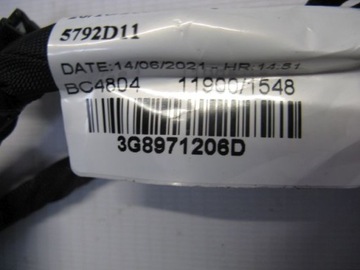 5792D11
DATE:14/06/2021 - HR:14:51
BC4804 11900/1548
3G8971206D